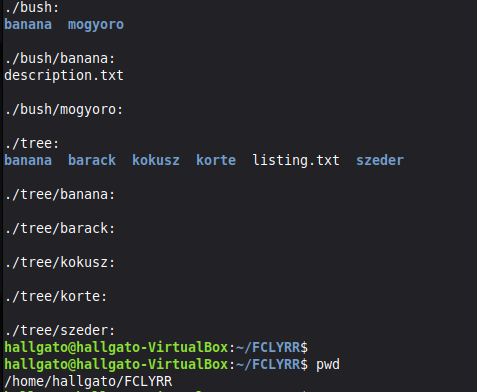 ./bush:
banana  mogyoro
./bush/banana:
description.txt
./bush/mogyoro:
./tree:
banana  barack  kokusz  korte  listing.txt  szeder
./tree/banana:
./tree/barack:
./tree/kokusz:
./tree/korte:
./tree/szeder:
hallgato@hallgato-VirtualBox:~/FCLYRR$
hallgato@hallgato-VirtualBox:~/FCLYRR$ pwd
/home/hallgato/FCLYRR